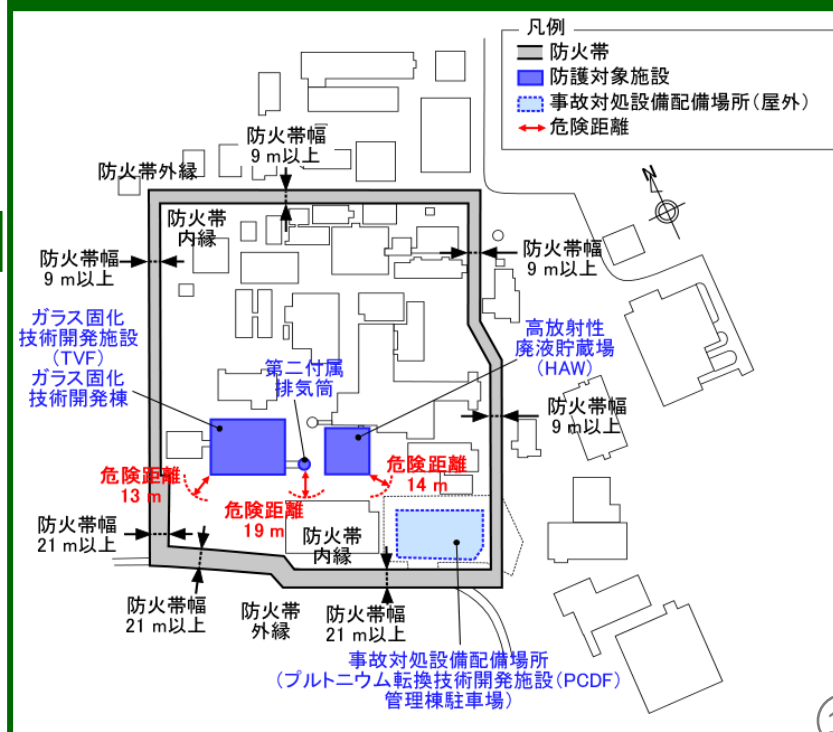 凡例
防火帯
防護対象施設
事故対処設備配備場所（屋外）
危険距離
N
防火帯幅
9 m以上
防火帯外縁
防火帯
内縁
防火帯幅
9 m以上
防火帯幅
9 m以上
ガラス固化
技術開発施設
(TVF)
ガラス固化
技術開発棟
第二付属
排気筒
高放射性
廃液貯蔵場
(HAW)
防火帯幅
9 m以上
危険距離
13 m
危険距離
19 m
危険距離
14 m
防火帯幅
21 m以上
防火帯
内縁
防火帯幅
21 m以上
防火帯
外縁
防火帯幅
21 m以上
事故対処設備配備場所
（プルトニウム転換技術開発施設(PCDF)
管理棟駐車場）